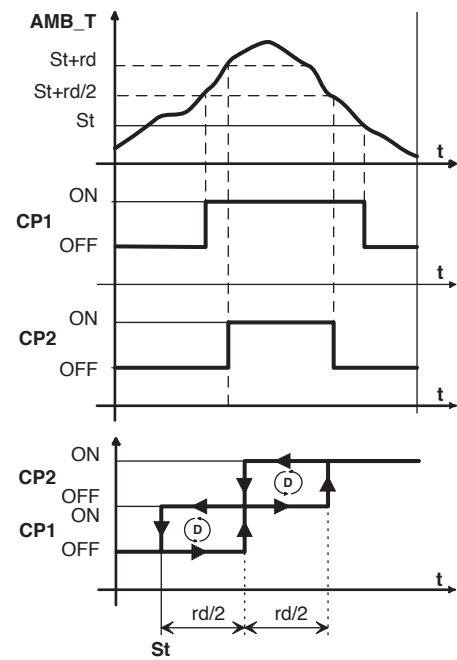 AMB_T
St+rd
St+rd/2
St
t
ON
CP1
OFF
t
ON
CP2
OFF
t
ON
CP2
D
OFF
ON
CP1
D
OFF
t
rd/2 rd/2
St